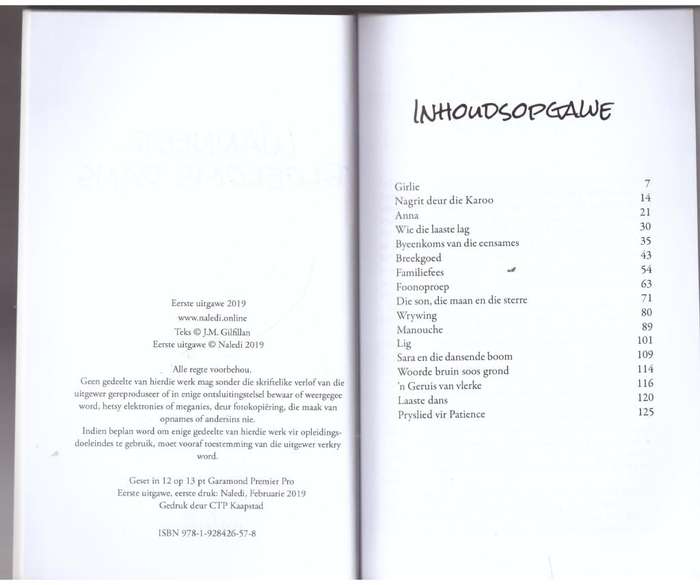 Eerste uitgawe 2019
www.naledi.online
Teks © J.M. Gilfillan
Eerste uitgawe © Naledi 2019
Alle regte voorbehou.
Geen gedeelte van hierdie werk mag sonder die skriftelike verlof van die
uitgewer gereproduseer of in enige ontsluitingstelsel bewaar of weergegee
word, hetsy elektronies of meganies, deur fotokopiëring, die maak van
opnames of andersins nie.
Indien beplan word om enige gedeelte van hierdie werk vir opleidings-
doeleindes te gebruik, moet vooraf toestemming van die uitgewer verkry
word.
Geset in 12 op 13 pt Garamond Premier Pro
Eerste uitgawe, eerste druk: Naledi, Februarie 2019
Gedruk deur CTP Kaapstad
ISBN 978-1-928426-57-8
Inhoudsopgawe
Girlie 7
Nagrit deur die Karoo 14
Anna 21
Wie die laaste lag 30
Byeenkoms van die eensames 35
Breekgoed 43
Familiefees 54
Foonoproep 63
Die son, die maan en die sterre 71
Wrywing 80
Manouche 89
Lig 101
Sara en die dansende boom 109
Woorde bruin soos grond 114
'n Geruis van vlerke 116
Laaste dans 120
Pryslied vir Patience 125